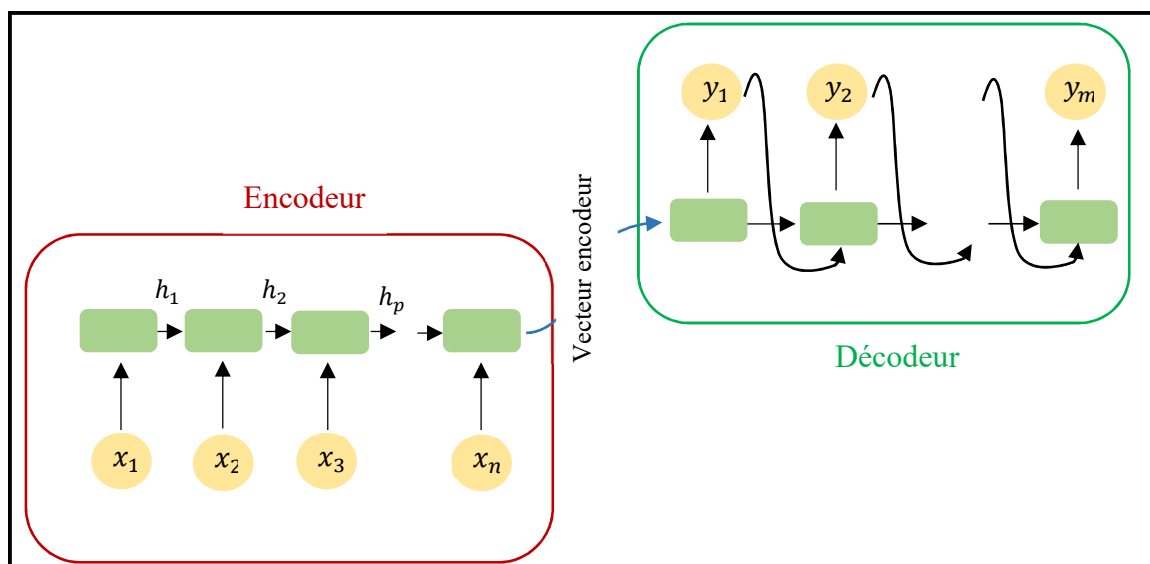 y₁ y₂ yₘ
Encodeur
Vecteur encodeur
h₁ h₂ hₚ
Décodeur
x₁ x₂ x₃ xₙ